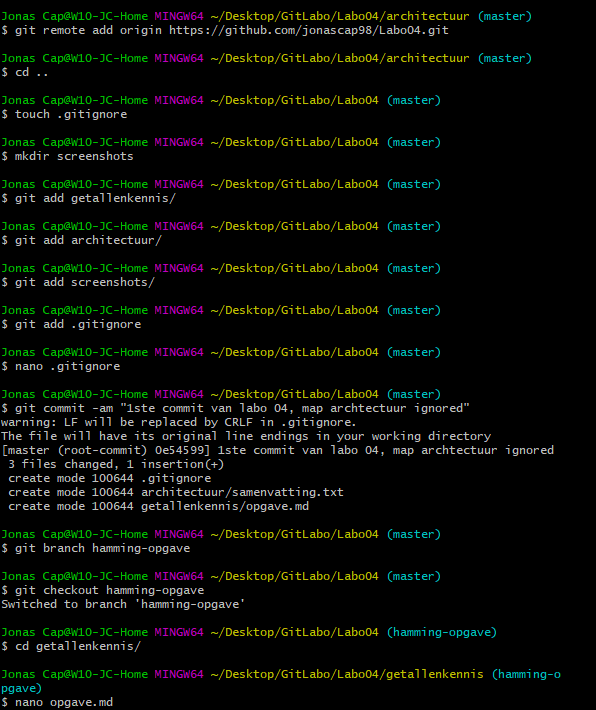 Jonas Cap@W10-JC-Home MINGW64 ~/Desktop/GitLabo/Labo04/architectuur (master)
$ git remote add origin https://github.com/jonascap98/Labo04.git
Jonas Cap@W10-JC-Home MINGW64 ~/Desktop/GitLabo/Labo04/architectuur (master)
$ cd ..
Jonas Cap@W10-JC-Home MINGW64 ~/Desktop/GitLabo/Labo04 (master)
$ touch .gitignore
Jonas Cap@W10-JC-Home MINGW64 ~/Desktop/GitLabo/Labo04 (master)
$ mkdir screenshots
Jonas Cap@W10-JC-Home MINGW64 ~/Desktop/GitLabo/Labo04 (master)
$ git add getallenkennis/
Jonas Cap@W10-JC-Home MINGW64 ~/Desktop/GitLabo/Labo04 (master)
$ git add architectuur/
Jonas Cap@W10-JC-Home MINGW64 ~/Desktop/GitLabo/Labo04 (master)
$ git add screenshots/
Jonas Cap@W10-JC-Home MINGW64 ~/Desktop/GitLabo/Labo04 (master)
$ git add .gitignore
Jonas Cap@W10-JC-Home MINGW64 ~/Desktop/GitLabo/Labo04 (master)
$ nano .gitignore
Jonas Cap@W10-JC-Home MINGW64 ~/Desktop/GitLabo/Labo04 (master)
$ git commit -am "1ste commit van labo 04, map archtectuur ignored"
warning: LF will be replaced by CRLF in .gitignore.
The file will have its original line endings in your working directory
[master (root-commit) 0e54599] 1ste commit van labo 04, map archtectuur ignored
 3 files changed, 1 insertion(+)
 create mode 100644 .gitignore
 create mode 100644 architectuur/samenvatting.txt
 create mode 100644 getallenkennis/opgave.md
Jonas Cap@W10-JC-Home MINGW64 ~/Desktop/GitLabo/Labo04 (master)
$ git branch hamming-opgave
Jonas Cap@W10-JC-Home MINGW64 ~/Desktop/GitLabo/Labo04 (master)
$ git checkout hamming-opgave
Switched to branch 'hamming-opgave'
Jonas Cap@W10-JC-Home MINGW64 ~/Desktop/GitLabo/Labo04 (hamming-opgave)
$ cd getallenkennis/
Jonas Cap@W10-JC-Home MINGW64 ~/Desktop/GitLabo/Labo04/getallenkennis (hamming-o
pgave)
$ nano opgave.md